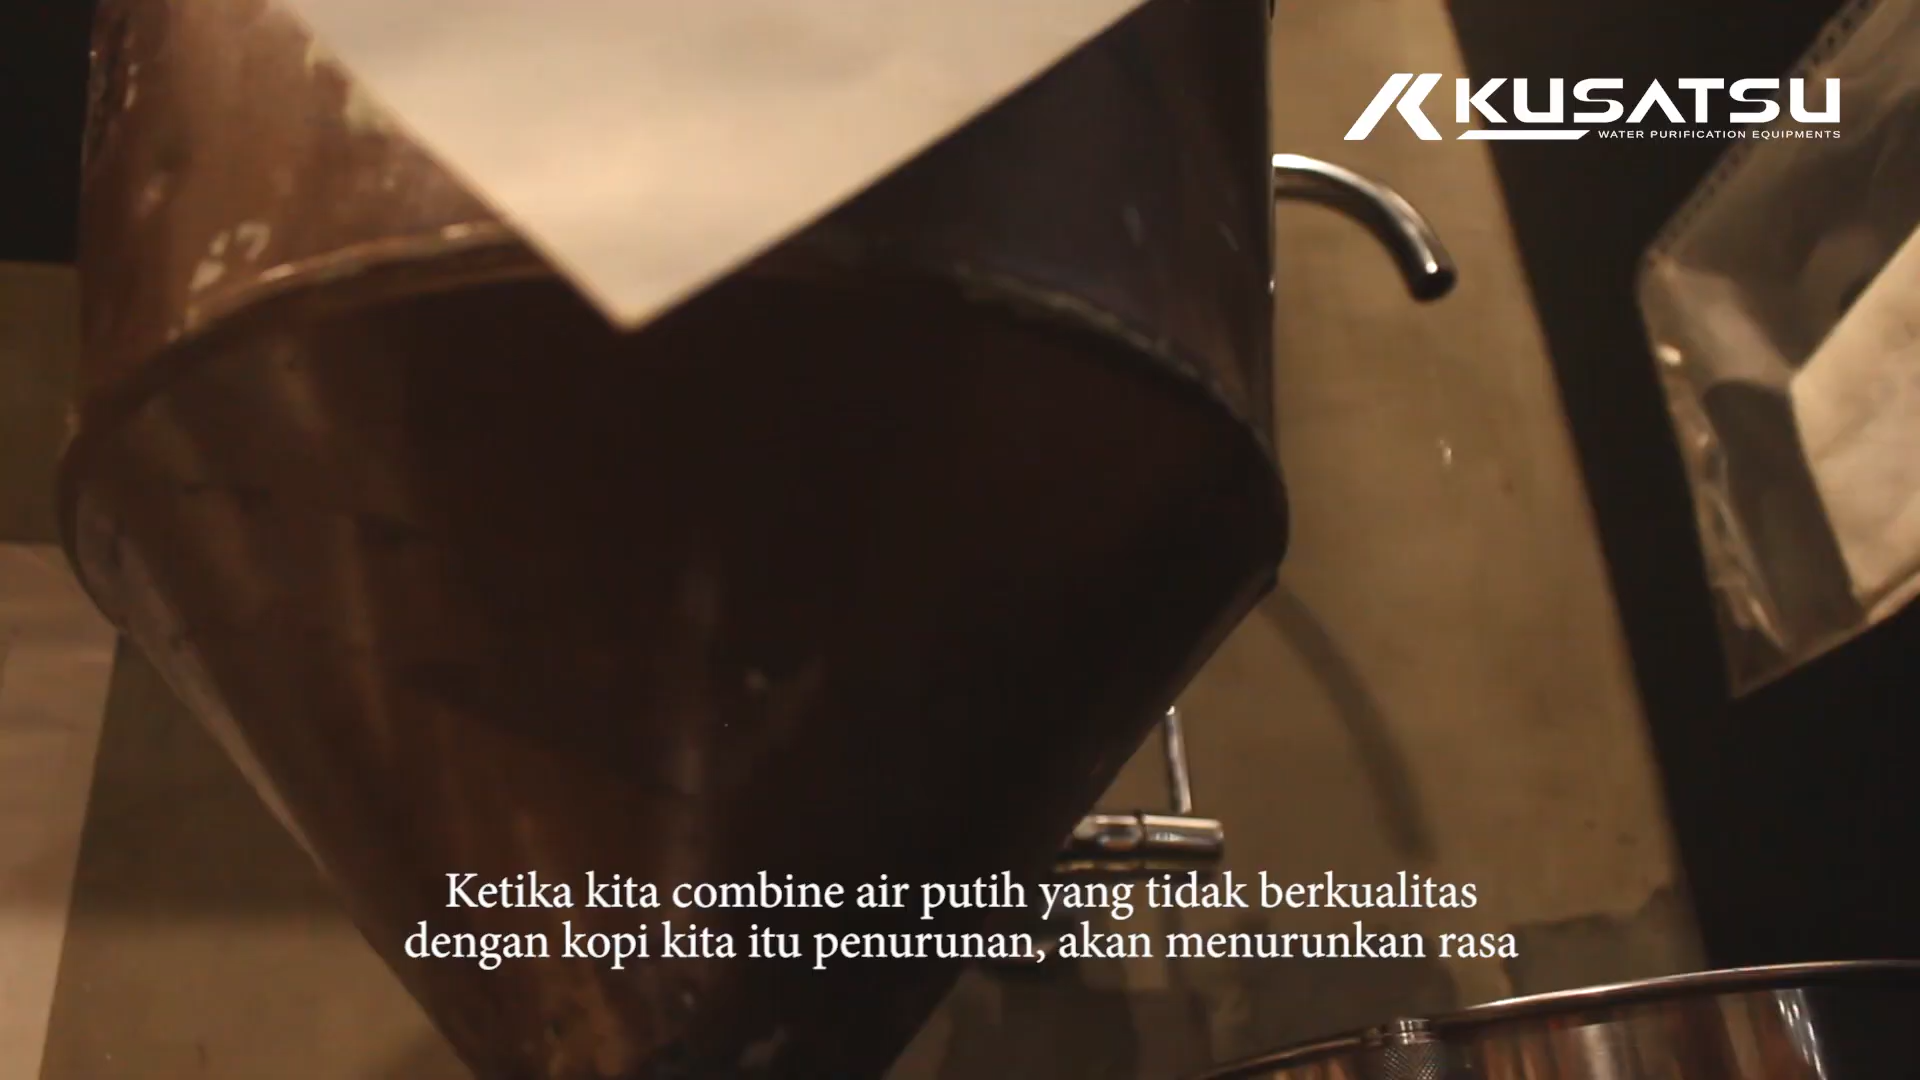 KUSATSU
WATER PURIFICATION EQUIPMENTS
Ketika kita combine air putih yang tidak berkualitas
dengan kopi kita itu penurunan, akan menurunkan rasa